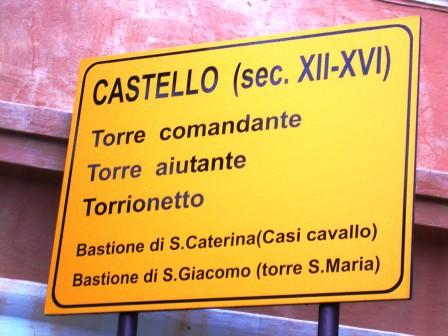 CASTELLO (sec. XII-XVI)
Torre comandante
Torre aiutante
Torrionetto
Bastione di S.Caterina(Casi cavallo)
Bastione di S.Giacomo (torre S.Maria)